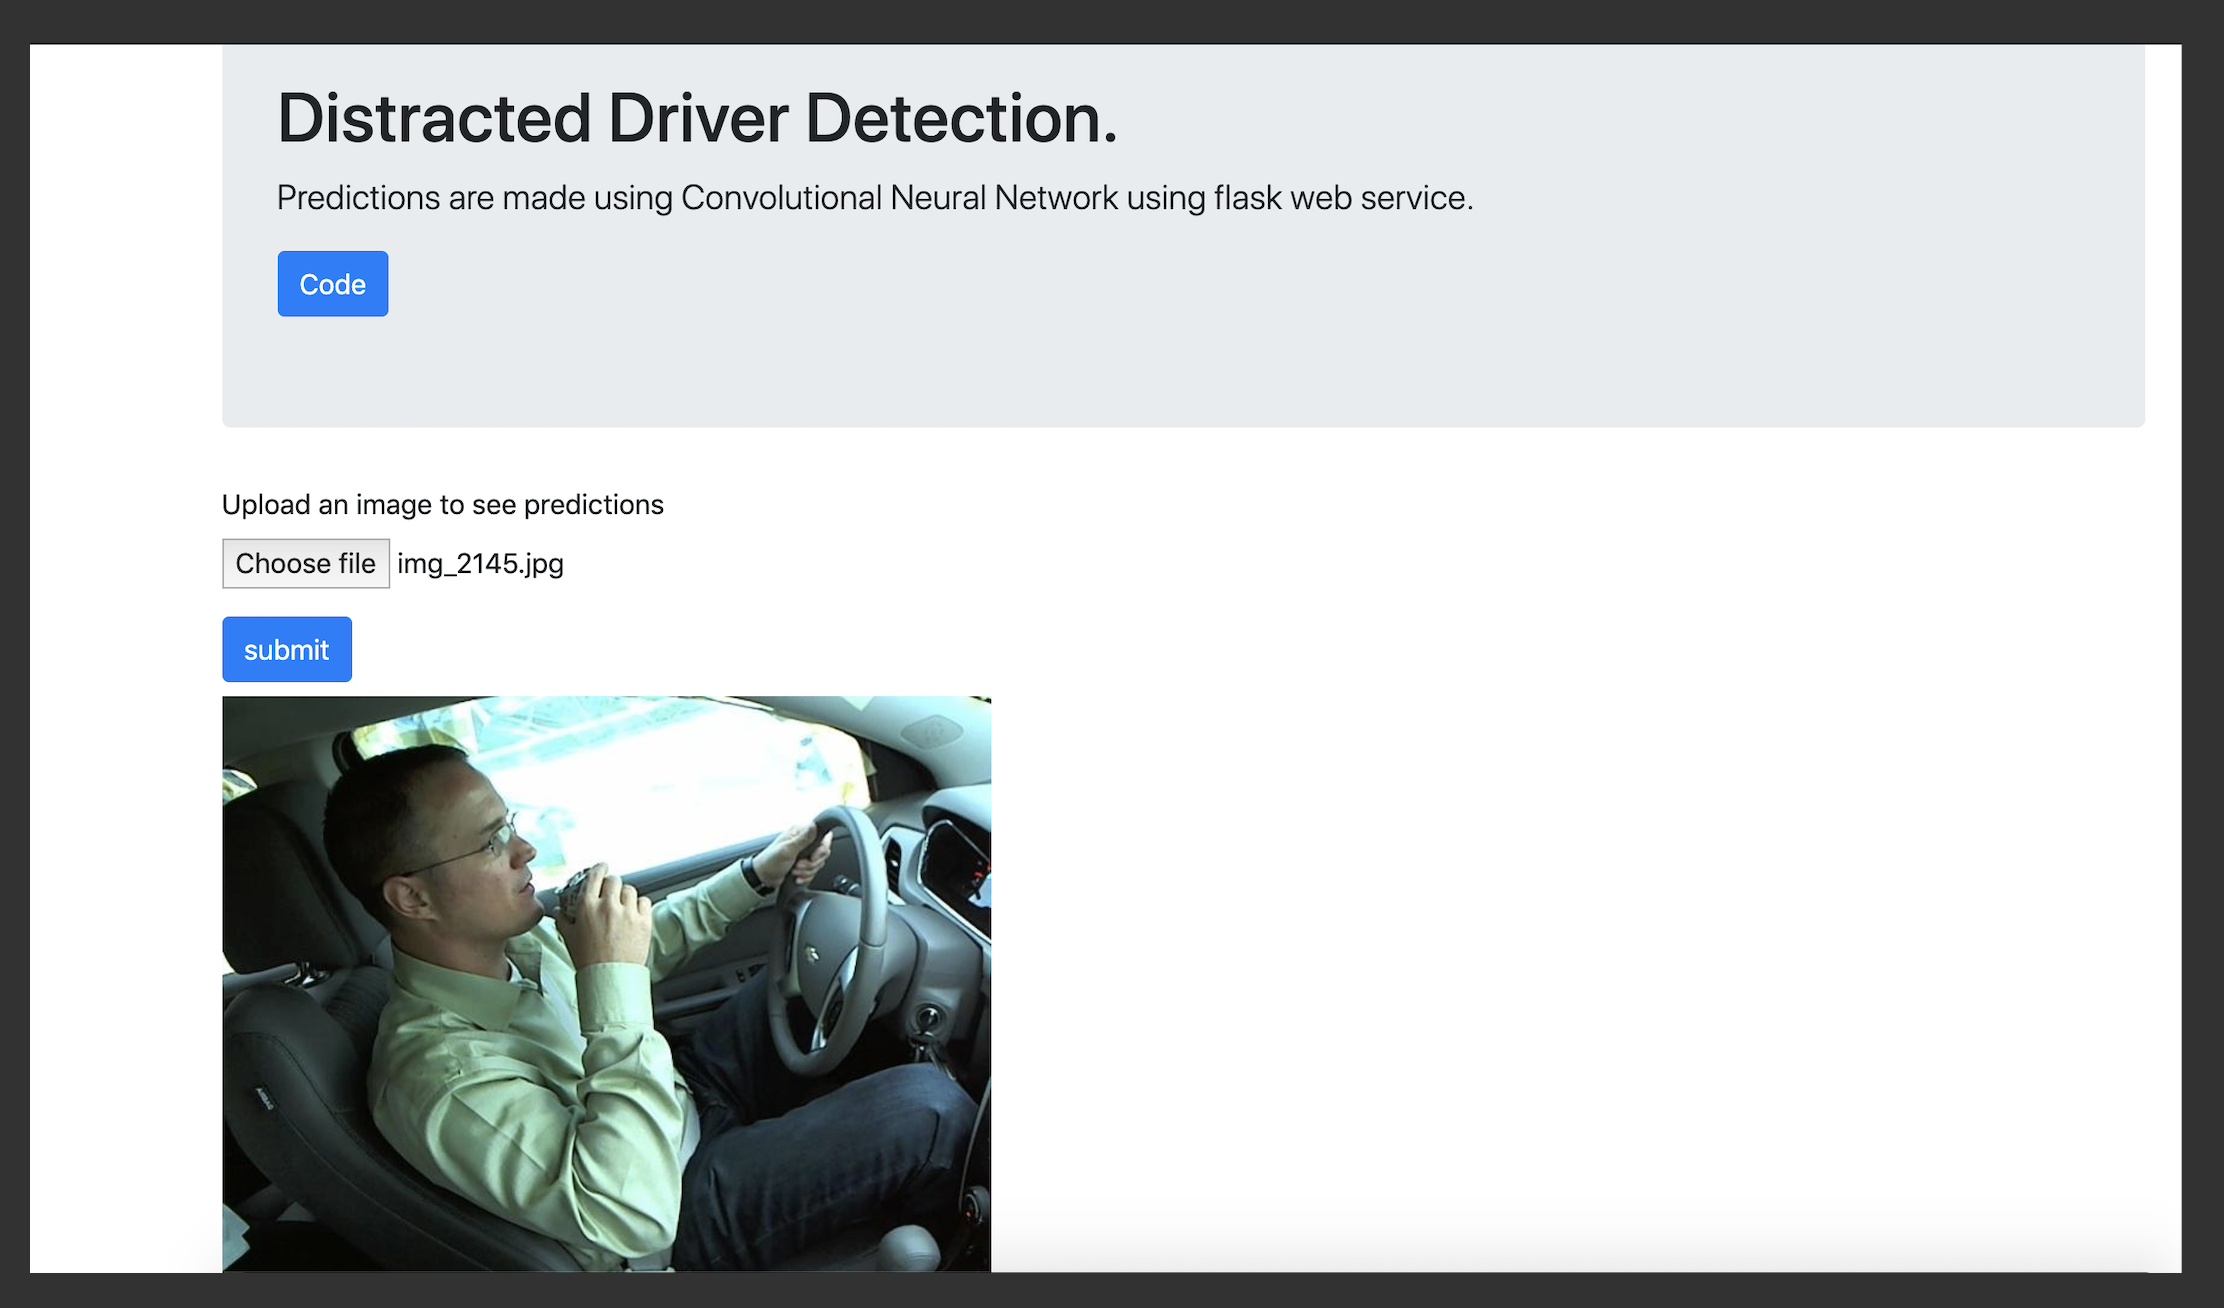 Distracted Driver Detection.
Predictions are made using Convolutional Neural Network using flask web service.
Code
Upload an image to see predictions
Choose file img_2145.jpg
submit
AIRBAG